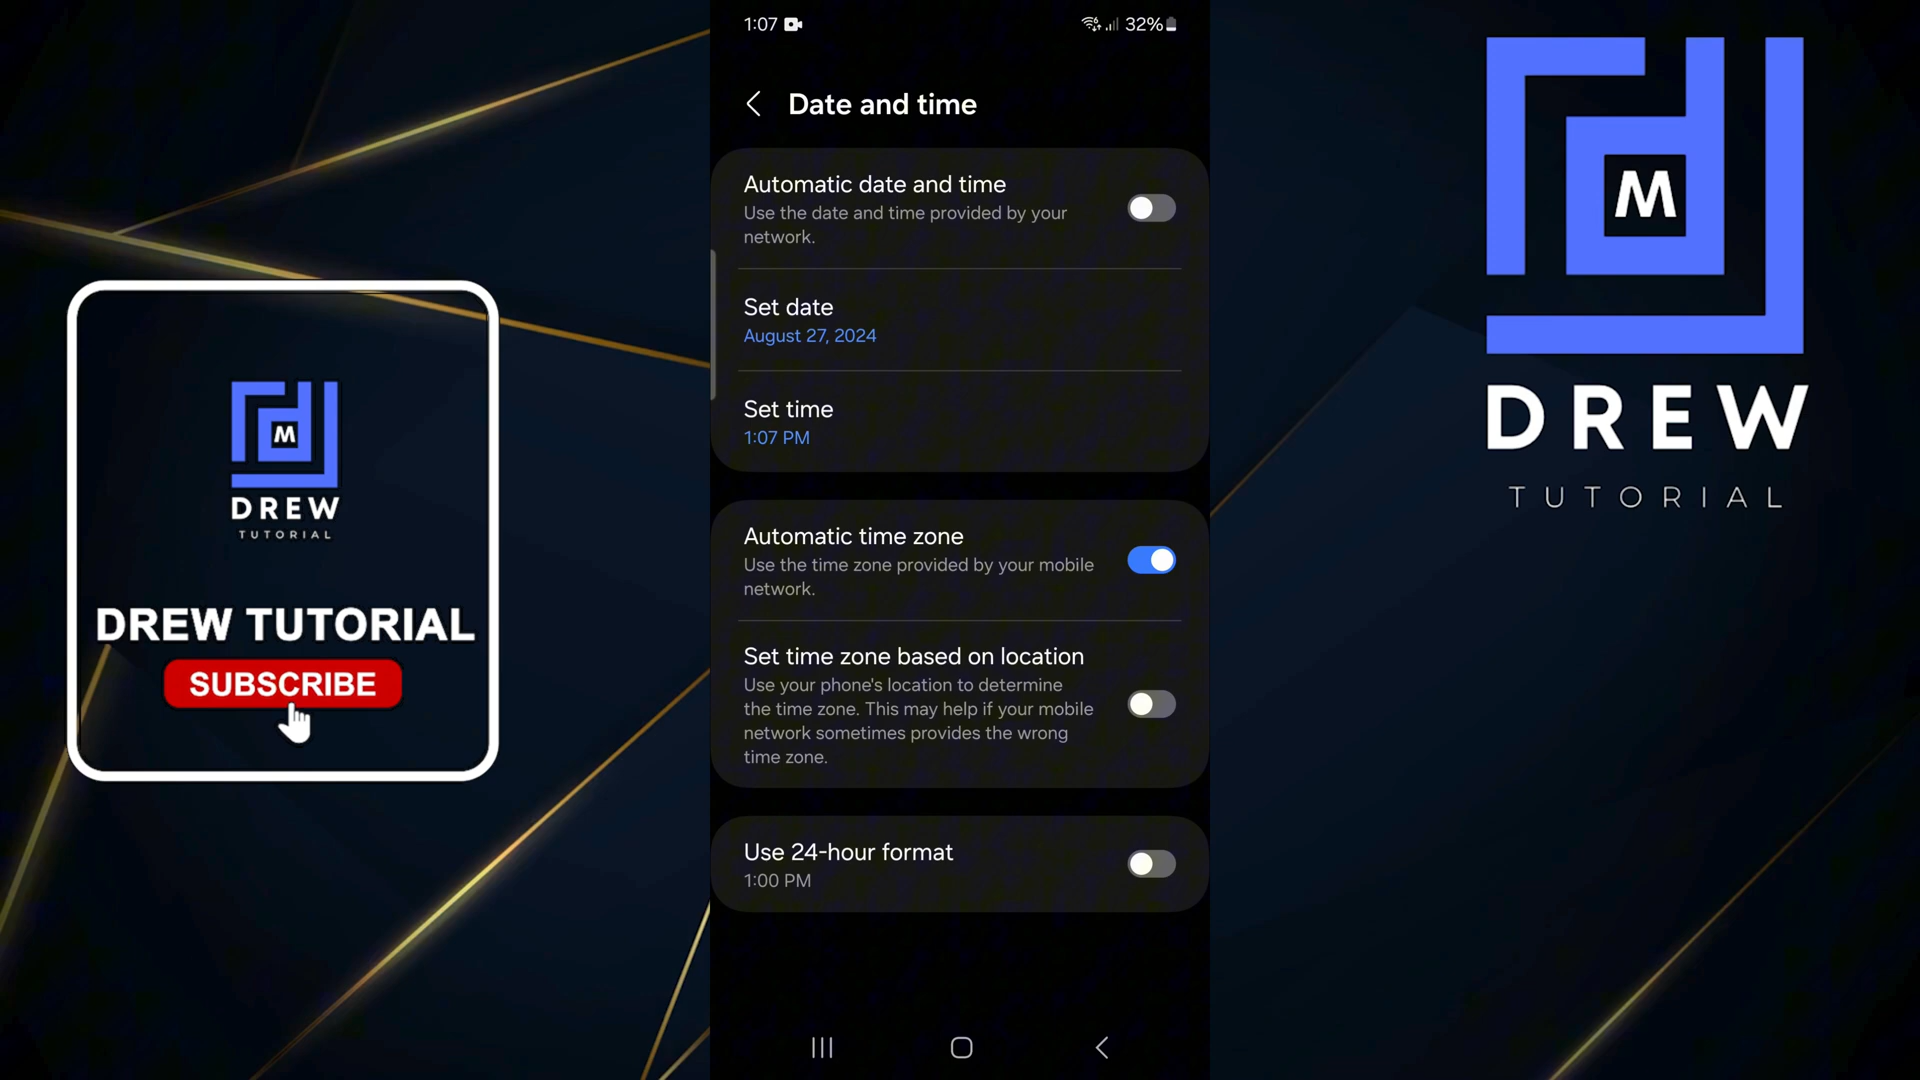 1:07
32%
Date and time
Automatic date and time
Use the date and time provided by your
network.
Set date
August 27, 2024
Set time
1:07 PM
Automatic time zone
Use the time zone provided by your mobile
network.
Set time zone based on location
Use your phone's location to determine
the time zone. This may help if your mobile
network sometimes provides the wrong
time zone.
Use 24-hour format
1:00 PM
M
DREW
TUTORIAL
DREW TUTORIAL
SUBSCRIBE
M
DREW
TUTORIAL